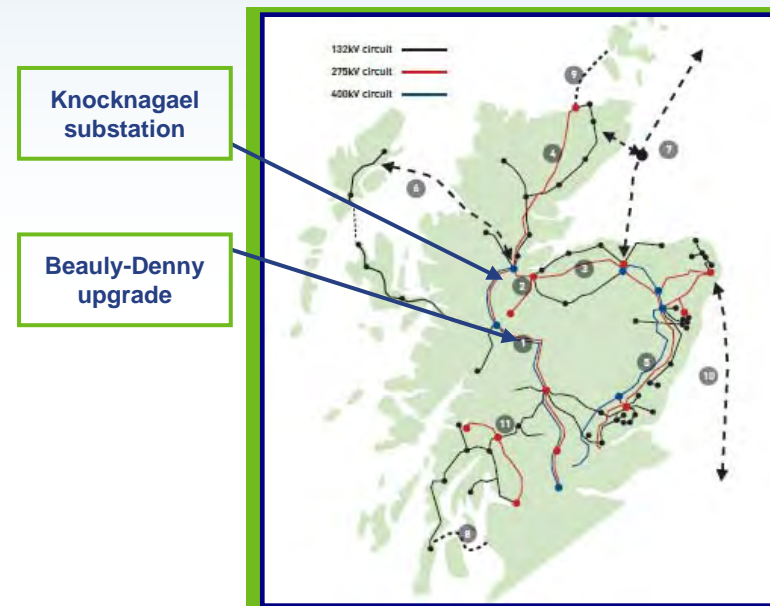 Knocknagael
substation
Beauly-Denny
upgrade
132kV circuit
275kV circuit
400kV circuit
9
4
7
6
2
3
1
5
10
11
8